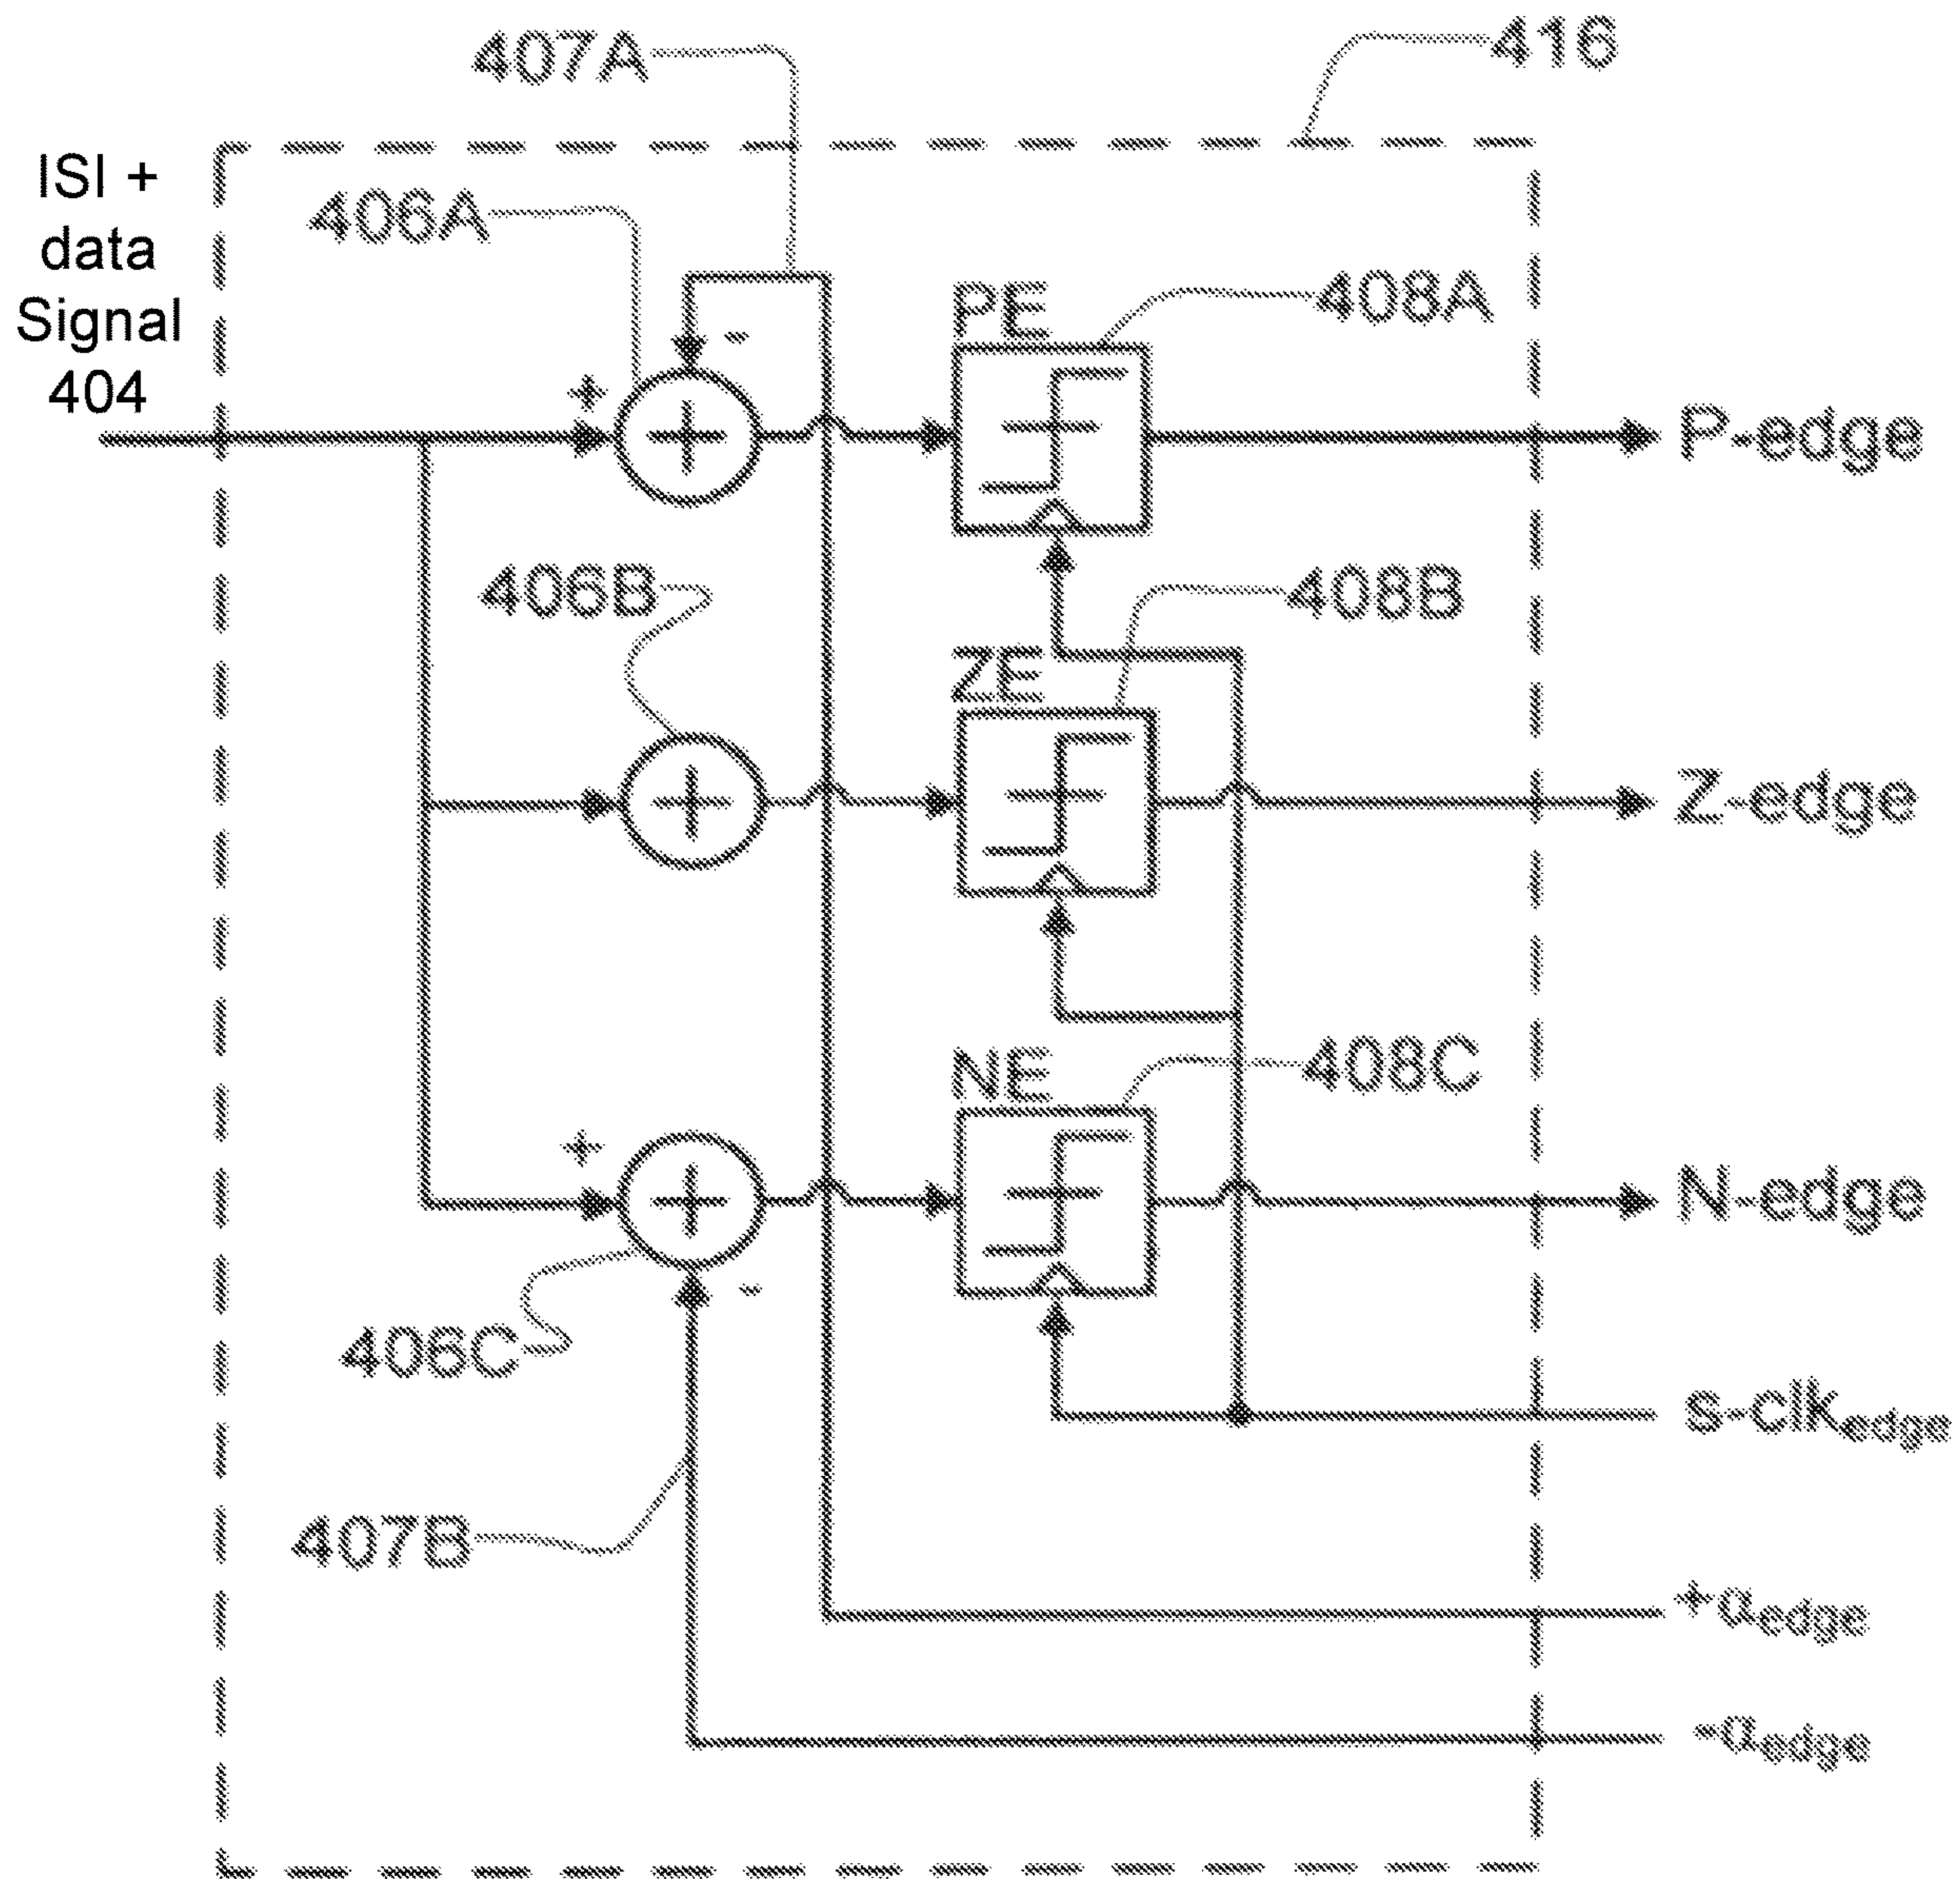 407A
416
ISI +
data
Signal
404
406A
-
+
PE
408A
P-edge
406B
408B
ZE
Z-edge
NE
408C
+
N-edge
-
406C
s-clkedge
407B
+αedge
-αedge